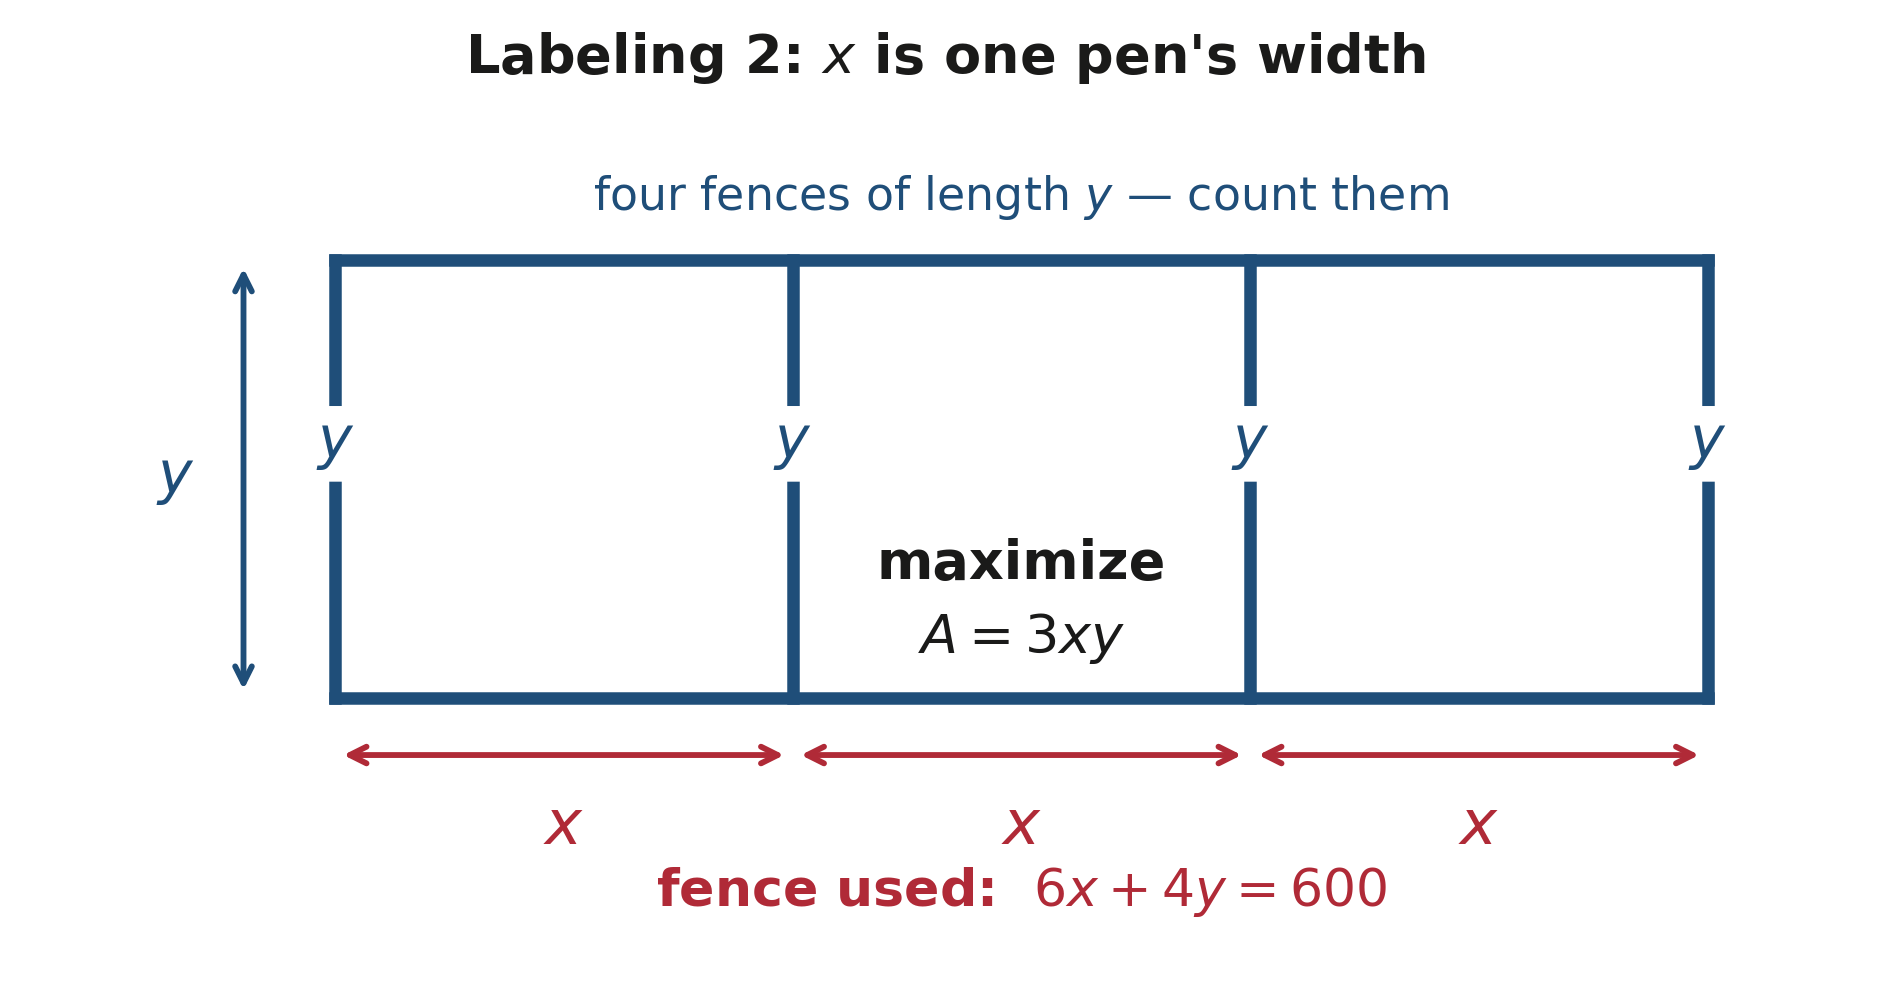 Labeling 2: x is one pen's width
four fences of length y — count them
y
y y y y
maximize
A = 3xy
x x x
fence used: 6x + 4y = 600